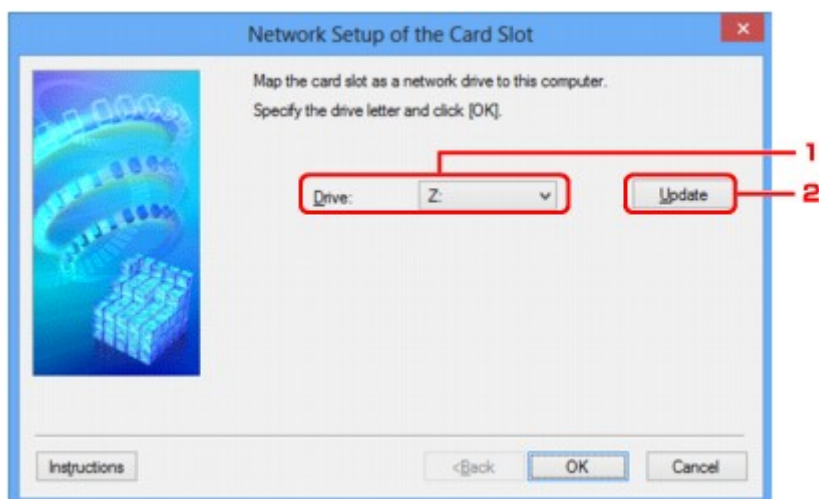 Network Setup of the Card Slot
Map the card slot as a network drive to this computer.
Specify the drive letter and click [OK].
1
Drive: Z: Update
2
Instructions <Back OK Cancel